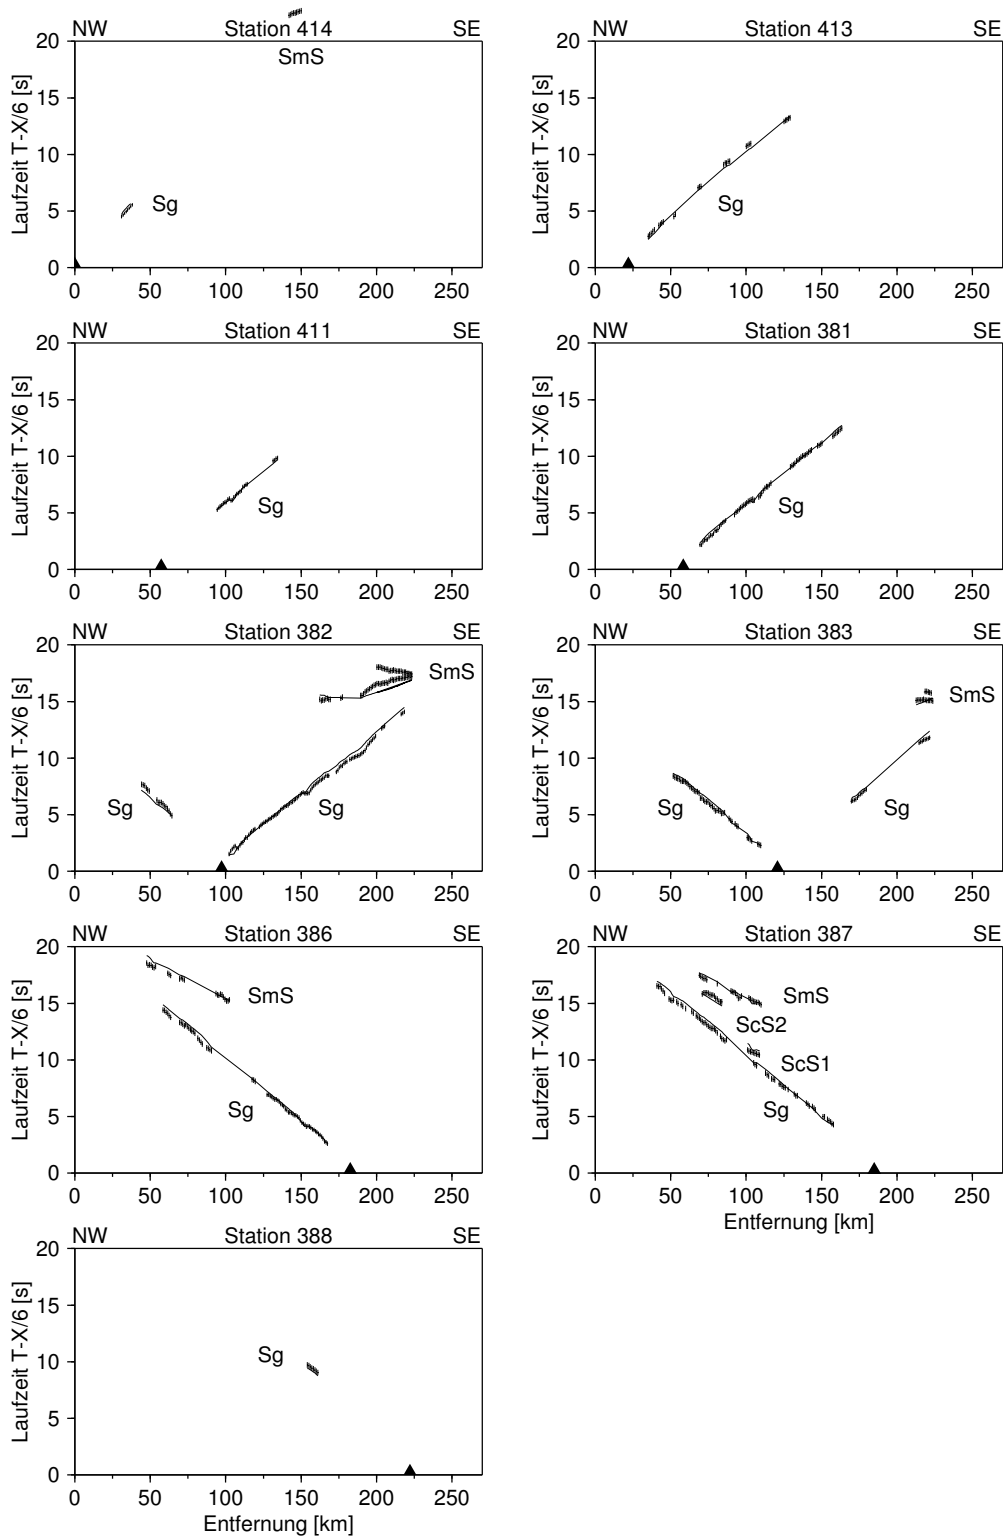 NW Station 414 SE
SmS
Sg
Laufzeit T-X/6 [s]
20
15
10
5
0
0 50 100 150 200 250
NW Station 413 SE
Sg
Laufzeit T-X/6 [s]
20
15
10
5
0
0 50 100 150 200 250
NW Station 411 SE
Sg
Laufzeit T-X/6 [s]
20
15
10
5
0
0 50 100 150 200 250
NW Station 381 SE
Sg
Laufzeit T-X/6 [s]
20
15
10
5
0
0 50 100 150 200 250
NW Station 382 SE
SmS
Sg Sg
Laufzeit T-X/6 [s]
20
15
10
5
0
0 50 100 150 200 250
NW Station 383 SE
SmS
Sg Sg
Laufzeit T-X/6 [s]
20
15
10
5
0
0 50 100 150 200 250
NW Station 386 SE
SmS
Sg
Laufzeit T-X/6 [s]
20
15
10
5
0
0 50 100 150 200 250
NW Station 387 SE
SmS
ScS2
ScS1
Sg
Laufzeit T-X/6 [s]
20
15
10
5
0
0 50 100 150 200 250
Entfernung [km]
NW Station 388 SE
Sg
Laufzeit T-X/6 [s]
20
15
10
5
0
0 50 100 150 200 250
Entfernung [km]